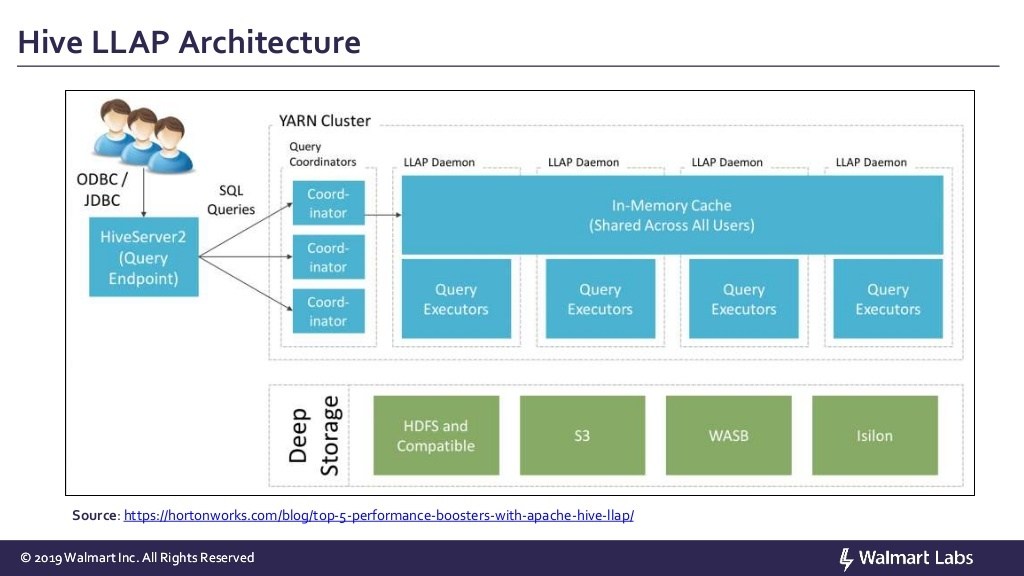 Hive LLAP Architecture
YARN Cluster
Query
Coordinators
LLAP Daemon
LLAP Daemon
LLAP Daemon
LLAP Daemon
ODBC /
JDBC
SQL
Queries
HiveServer2
(Query
Endpoint)
Coord-
inator
Coord-
inator
Coord-
inator
In-Memory Cache
(Shared Across All Users)
Query
Executors
Query
Executors
Query
Executors
Query
Executors
Deep
Storage
HDFS and
Compatible
S3
WASB
Isilon
Source: https://hortonworks.com/blog/top-5-performance-boosters-with-apache-hive-llap/
© 2019 Walmart Inc. All Rights Reserved
Walmart Labs